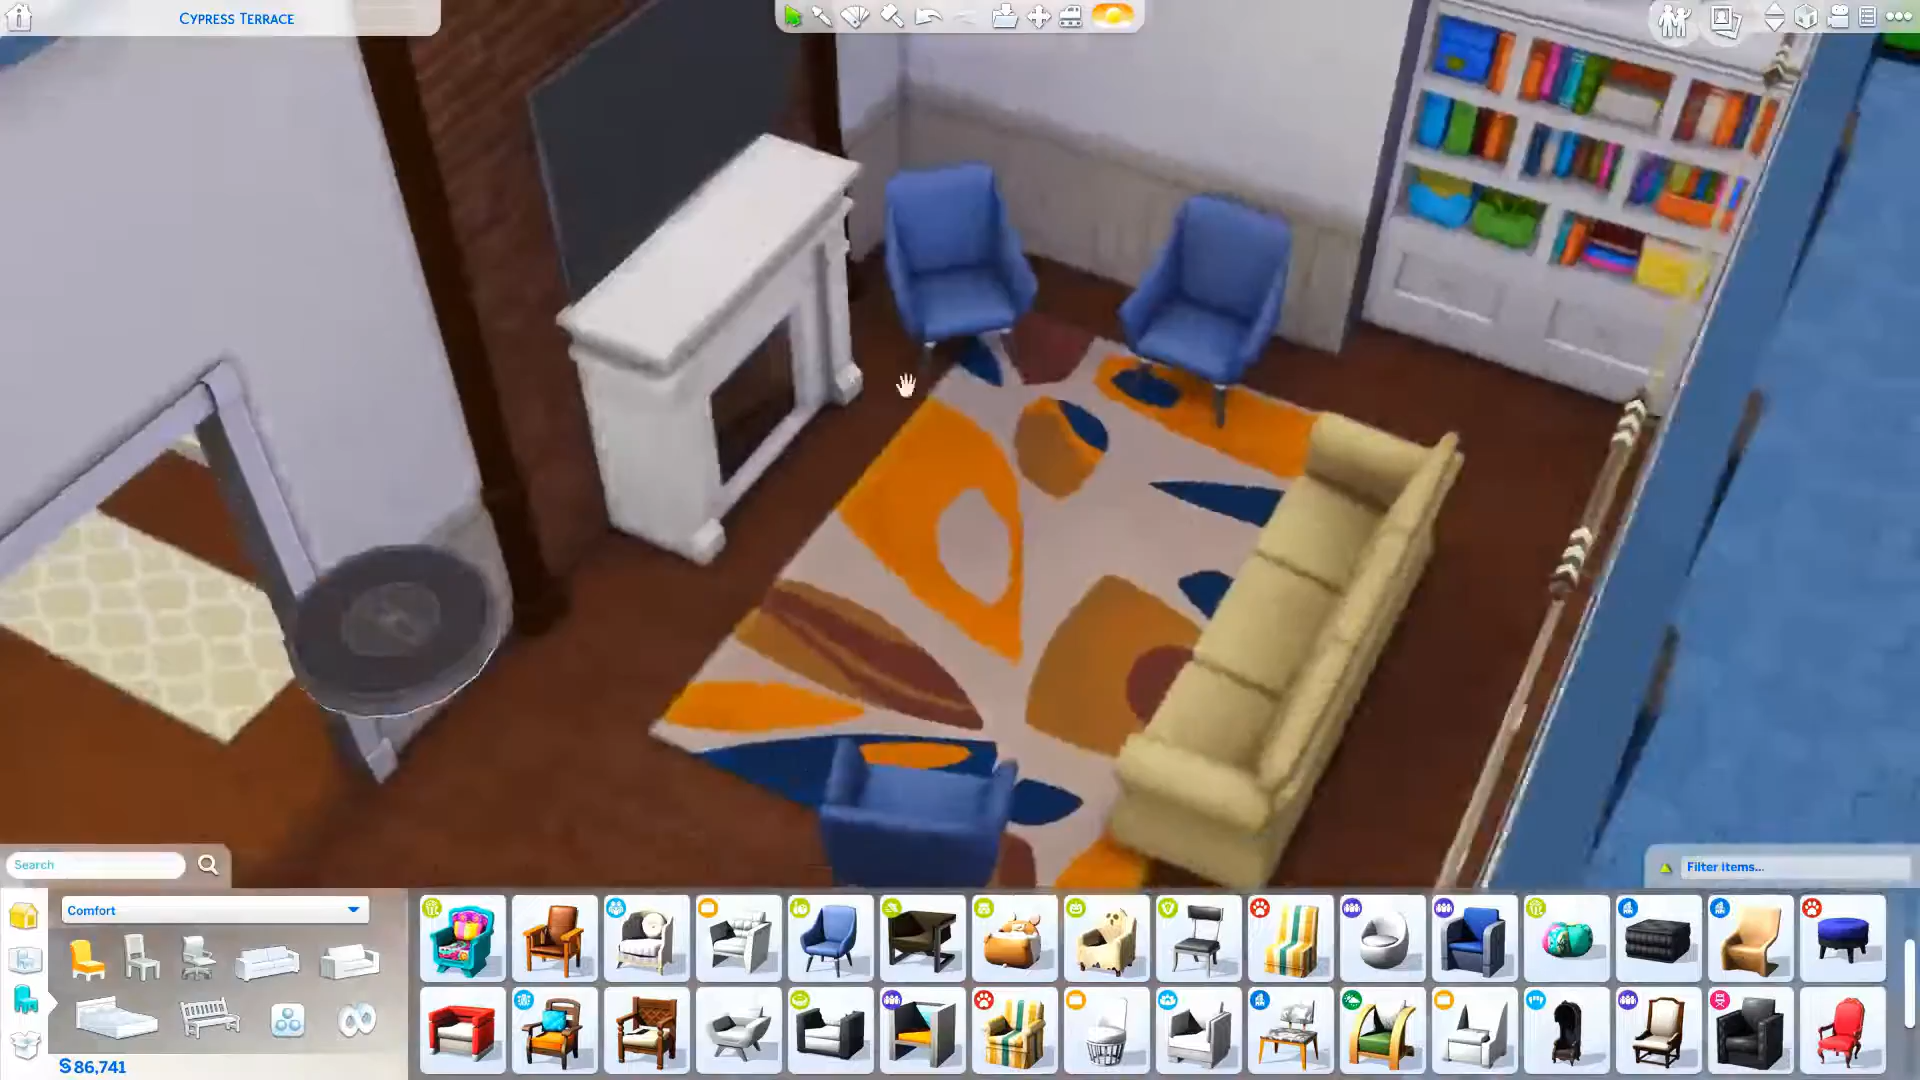 CYPRESS TERRACE
Search
Filter Items...
Comfort
§86,741